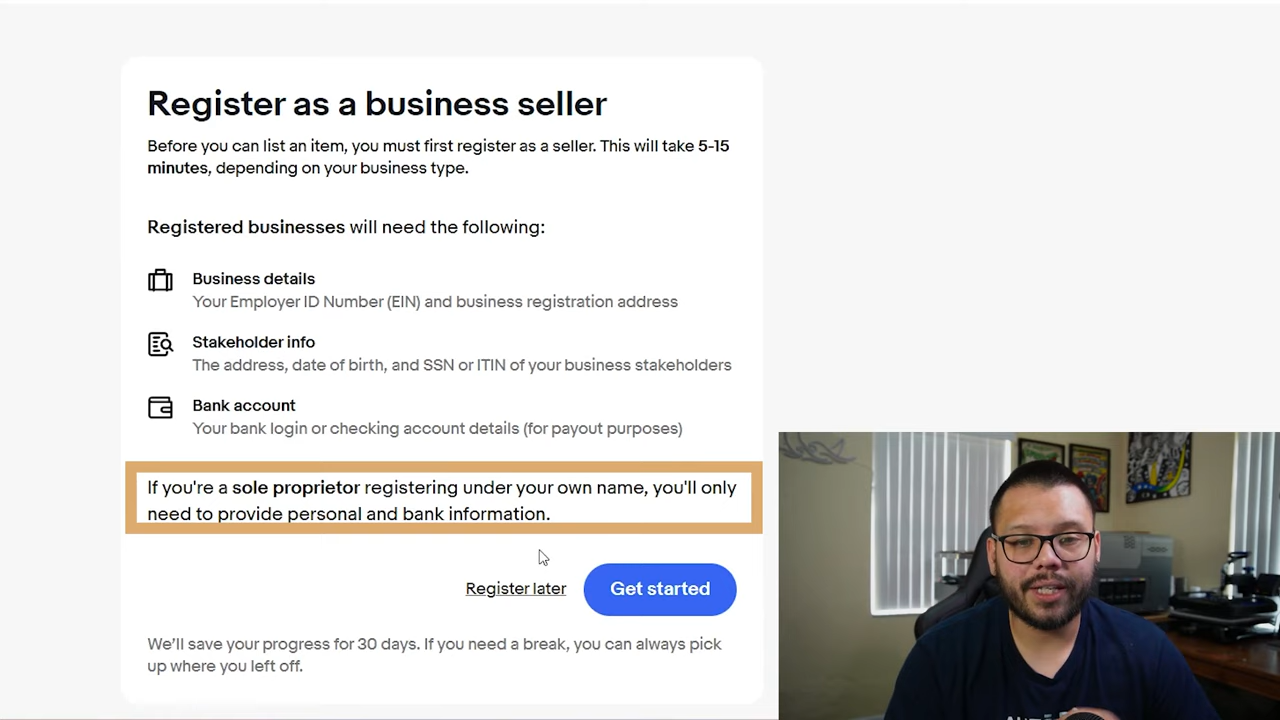 Register as a business seller
Before you can list an item, you must first register as a seller. This will take 5-15
minutes, depending on your business type.
Registered businesses will need the following:
Business details
Your Employer ID Number (EIN) and business registration address
Stakeholder info
The address, date of birth, and SSN or ITIN of your business stakeholders
Bank account
Your bank login or checking account details (for payout purposes)
If you're a sole proprietor registering under your own name, you'll only
need to provide personal and bank information.
Register later
Get started
We'll save your progress for 30 days. If you need a break, you can always pick
up where you left off.